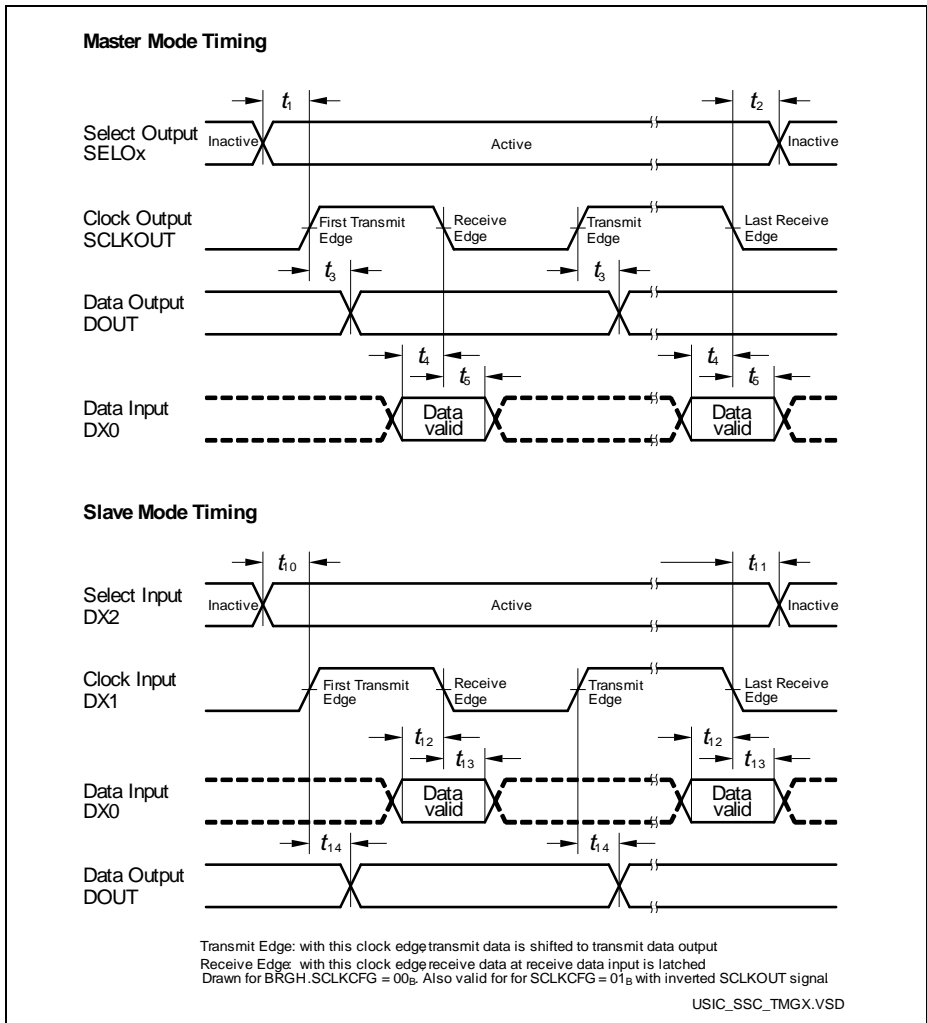 Master Mode Timing
t1
t2
Select Output
SELOx
Inactive
Active
Inactive
Clock Output
SCLKOUT
First Transmit
Edge
Receive
Edge
Transmit
Edge
Last Receive
Edge
t3
t3
Data Output
DOUT
t4
t5
t4
t5
Data Input
DX0
Data
valid
Data
valid
Slave Mode Timing
t10
t11
Select Input
DX2
Inactive
Active
Inactive
Clock Input
DX1
First Transmit
Edge
Receive
Edge
Transmit
Edge
Last Receive
Edge
t12
t13
t12
t13
Data Input
DX0
Data
valid
Data
valid
t14
t14
Data Output
DOUT
Transmit Edge: with this clock edge, transmit data is shifted to transmit data output
Receive Edge: with this clock edge, receive data at receive data input is latched
Drawn for BRGH.SCLKCFG = 00B. Also valid for for SCLKCFG = 01B with inverted SCLKOUT signal.
USIC_SSC_TMGX.VSD